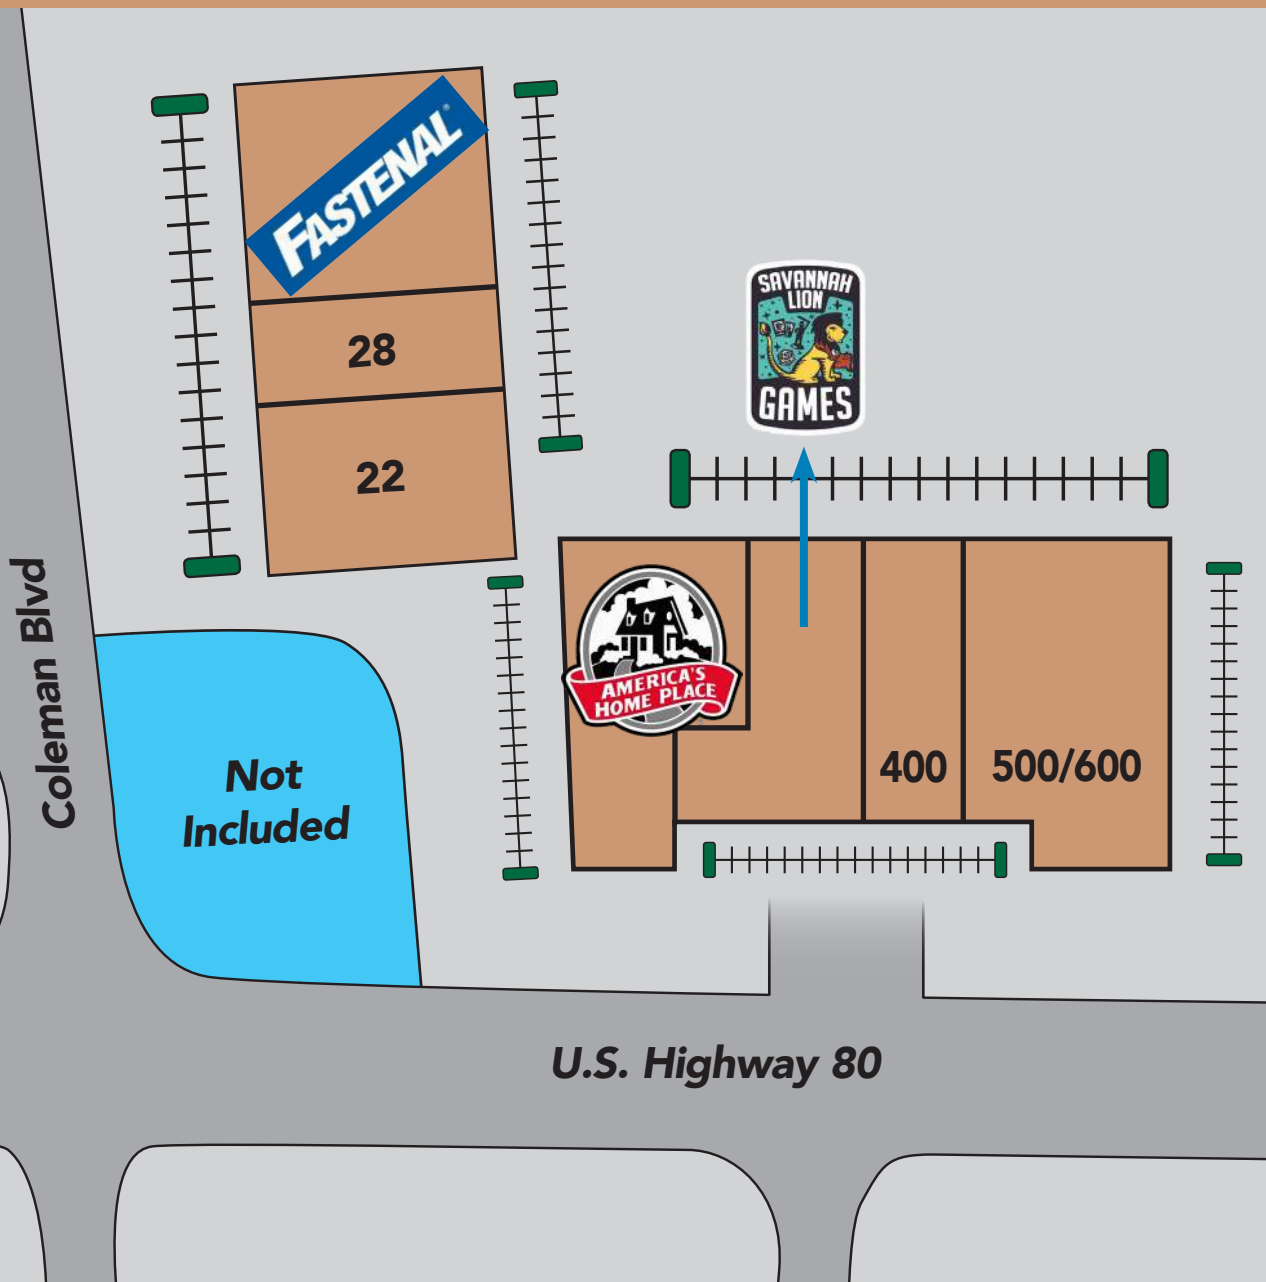 FASTENAL®
28
22
SAVANNAH
LION
GAMES
AMERICA'S
HOME PLACE
400
500/600
Coleman Blvd
Not
Included
U.S. Highway 80